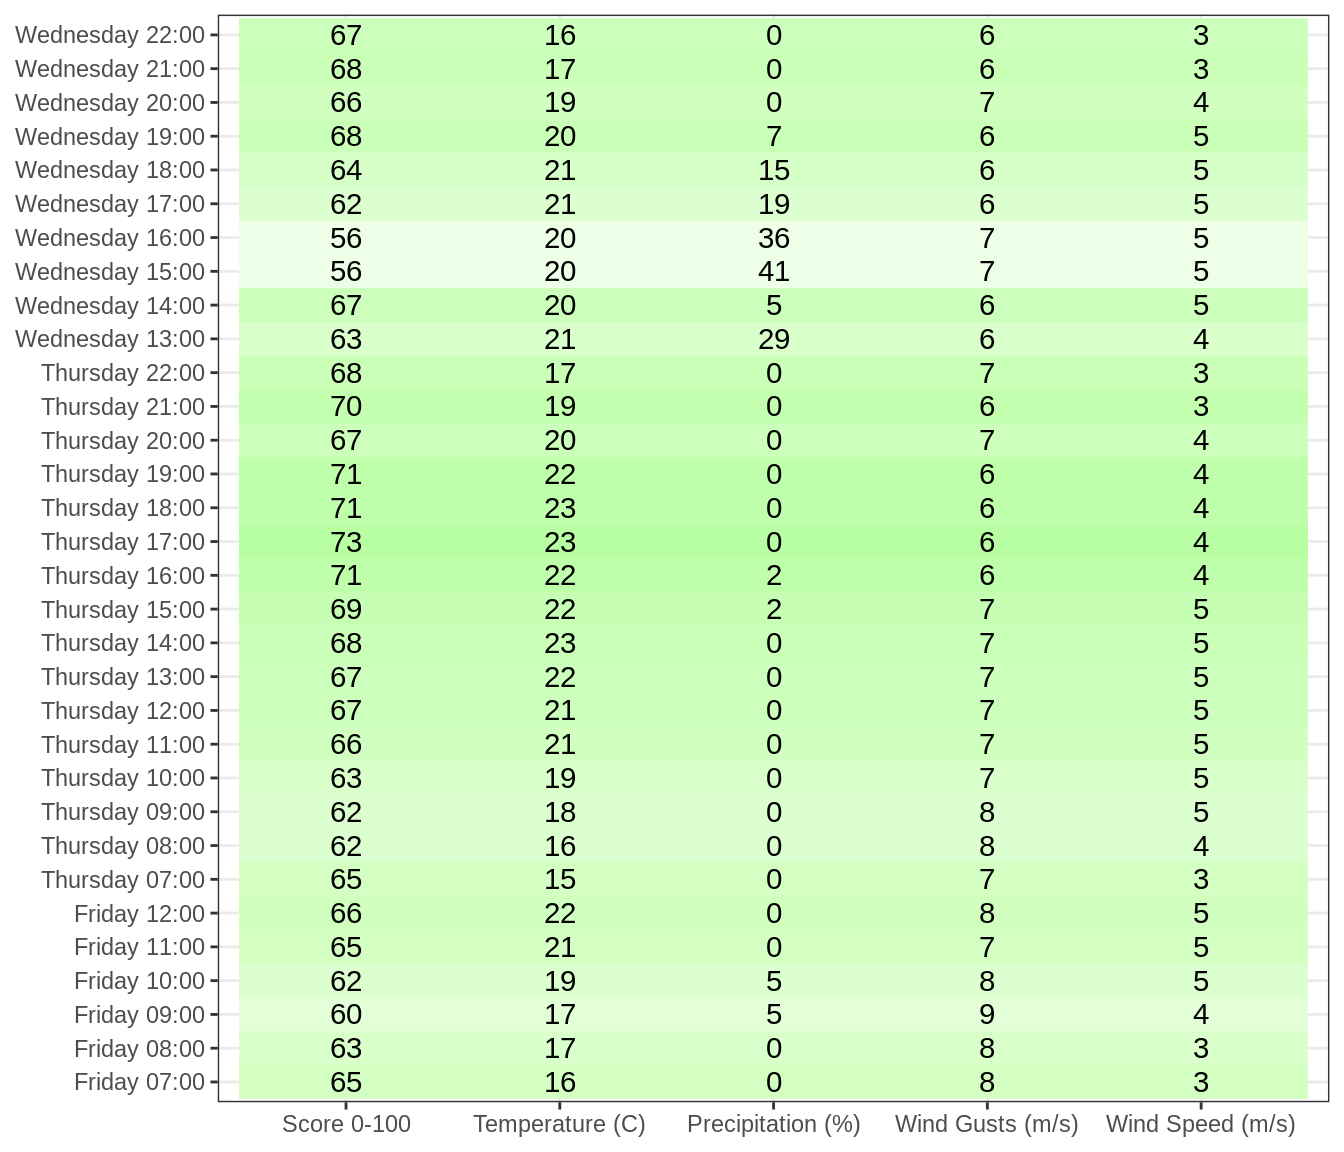 Wednesday 22:00 67 16 0 6 3
Wednesday 21:00 68 17 0 6 3
Wednesday 20:00 66 19 0 7 4
Wednesday 19:00 68 20 7 6 5
Wednesday 18:00 64 21 15 6 5
Wednesday 17:00 62 21 19 6 5
Wednesday 16:00 56 20 36 7 5
Wednesday 15:00 56 20 41 7 5
Wednesday 14:00 67 20 5 6 5
Wednesday 13:00 63 21 29 6 4
Thursday 22:00 68 17 0 7 3
Thursday 21:00 70 19 0 6 3
Thursday 20:00 67 20 0 7 4
Thursday 19:00 71 22 0 6 4
Thursday 18:00 71 23 0 6 4
Thursday 17:00 73 23 0 6 4
Thursday 16:00 71 22 2 6 4
Thursday 15:00 69 22 2 7 5
Thursday 14:00 68 23 0 7 5
Thursday 13:00 67 22 0 7 5
Thursday 12:00 67 21 0 7 5
Thursday 11:00 66 21 0 7 5
Thursday 10:00 63 19 0 7 5
Thursday 09:00 62 18 0 8 5
Thursday 08:00 62 16 0 8 4
Thursday 07:00 65 15 0 7 3
Friday 12:00 66 22 0 8 5
Friday 11:00 65 21 0 7 5
Friday 10:00 62 19 5 8 5
Friday 09:00 60 17 5 9 4
Friday 08:00 63 17 0 8 3
Friday 07:00 65 16 0 8 3
Score 0-100 Temperature (C) Precipitation (%) Wind Gusts (m/s) Wind Speed (m/s)